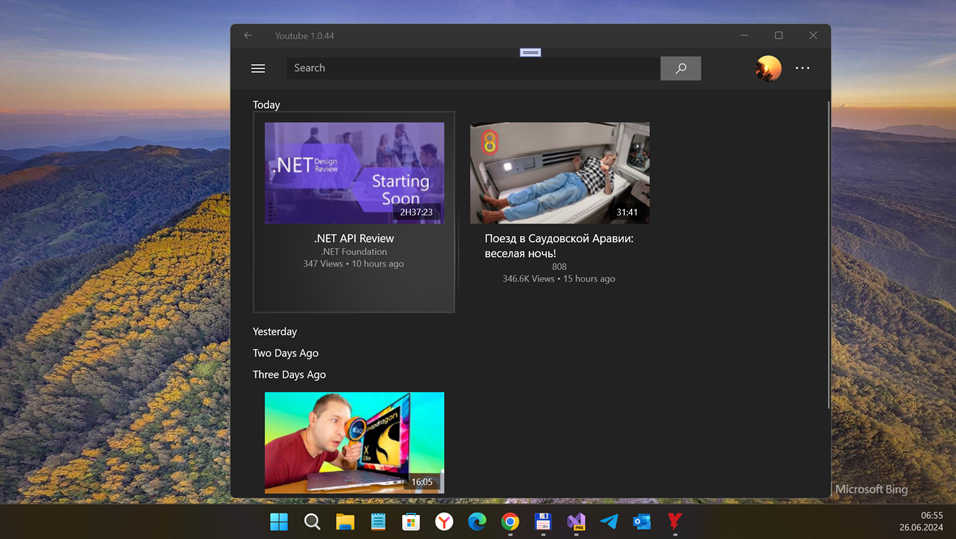 Youtube 1.0.44
Search
Today
.NET Design
Review
Starting
Soon
2H37:23
.NET API Review
.NET Foundation
347 Views • 10 hours ago
8
31:41
Поезд в Саудовской Аравии:
веселая ночь!
808
346.6K Views • 15 hours ago
Yesterday
Two Days Ago
Three Days Ago
snapdragon
X
16:05
Microsoft Bing
06:55
26.06.2024